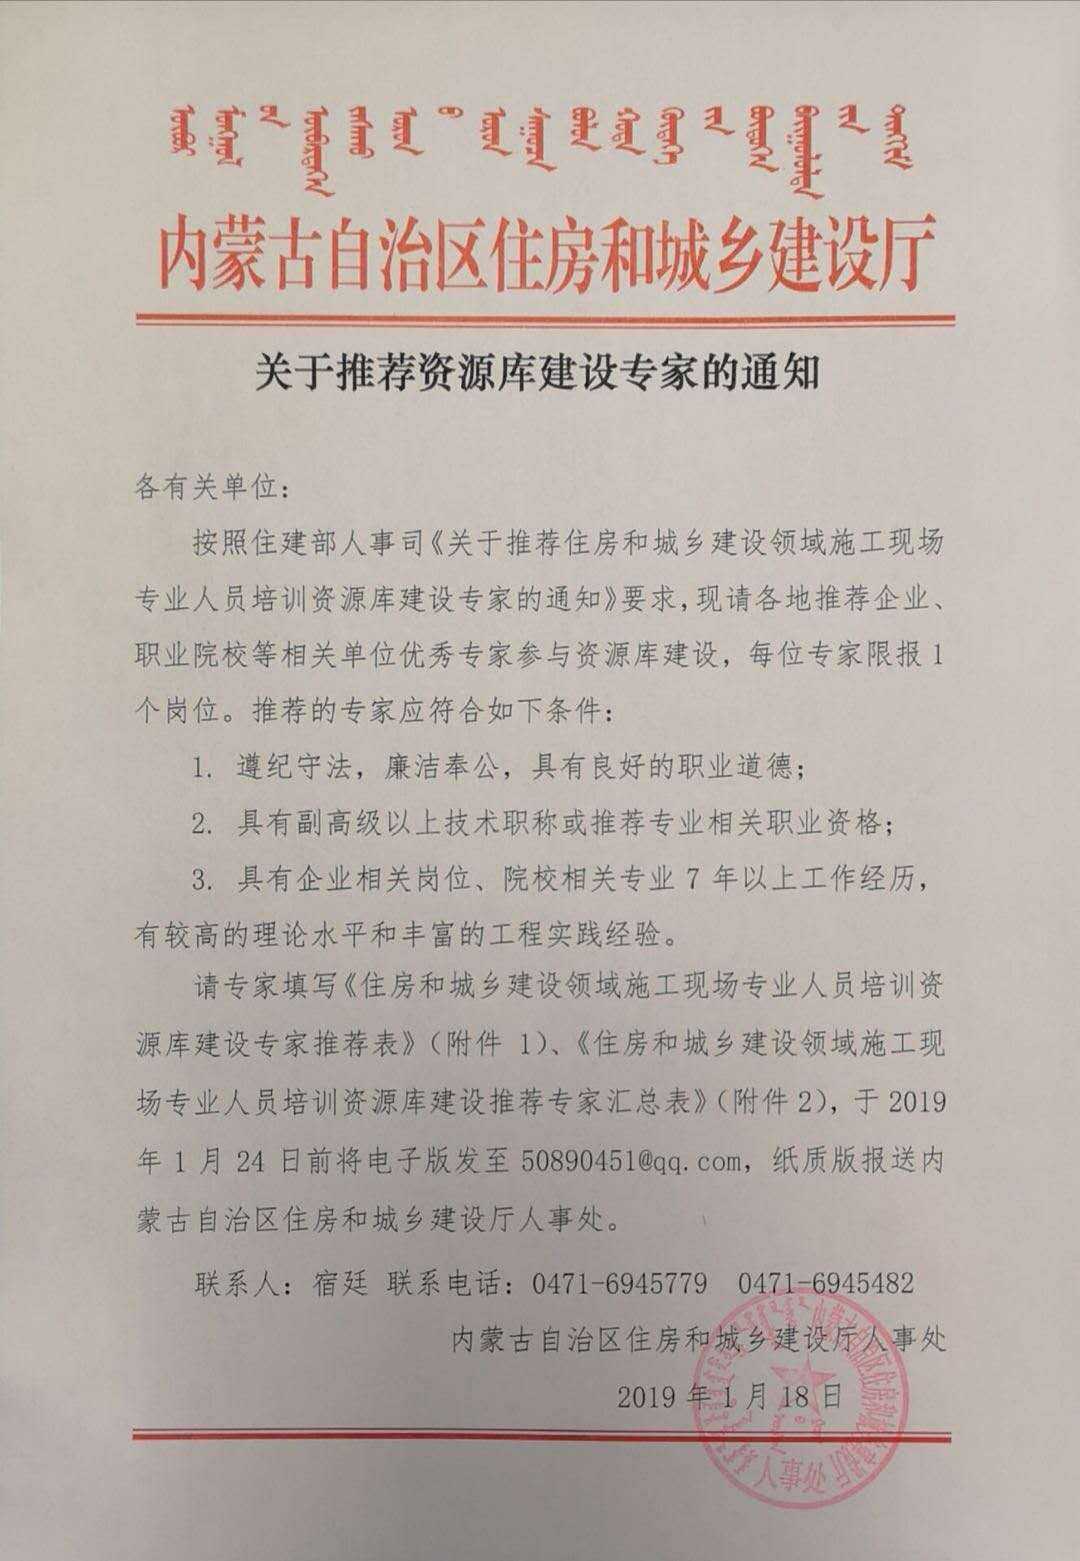 内蒙古自治区住房和城乡建设厅
关于推荐资源库建设专家的通知
各有关单位：
按照住建部人事司《关于推荐住房和城乡建设领域施工现场
专业人员培训资源库建设专家的通知》要求，现请各地推荐企业、
职业院校等相关单位优秀专家参与资源库建设，每位专家限报1
个岗位。推荐的专家应符合如下条件：
1. 遵纪守法，廉洁奉公，具有良好的职业道德；
2. 具有副高级以上技术职称或推荐专业相关职业资格；
3. 具有企业相关岗位、院校相关专业 7 年以上工作经历，
有较高的理论水平和丰富的工程实践经验。
请专家填写《住房和城乡建设领域施工现场专业人员培训资
源库建设专家推荐表》（附件 1）、《住房和城乡建设领域施工现
场专业人员培训资源库建设推荐专家汇总表》（附件2），于 2019
年 1 月 24 日前将电子版发至 50890451@qq.com，纸质版报送内
蒙古自治区住房和城乡建设厅人事处。
联系人：宿廷 联系电话：0471-6945779 0471-6945482
内蒙古自治区住房和城乡建设厅人事处
2019 年 1 月 18 日
内蒙古自治区住房和城乡建设厅
人事处